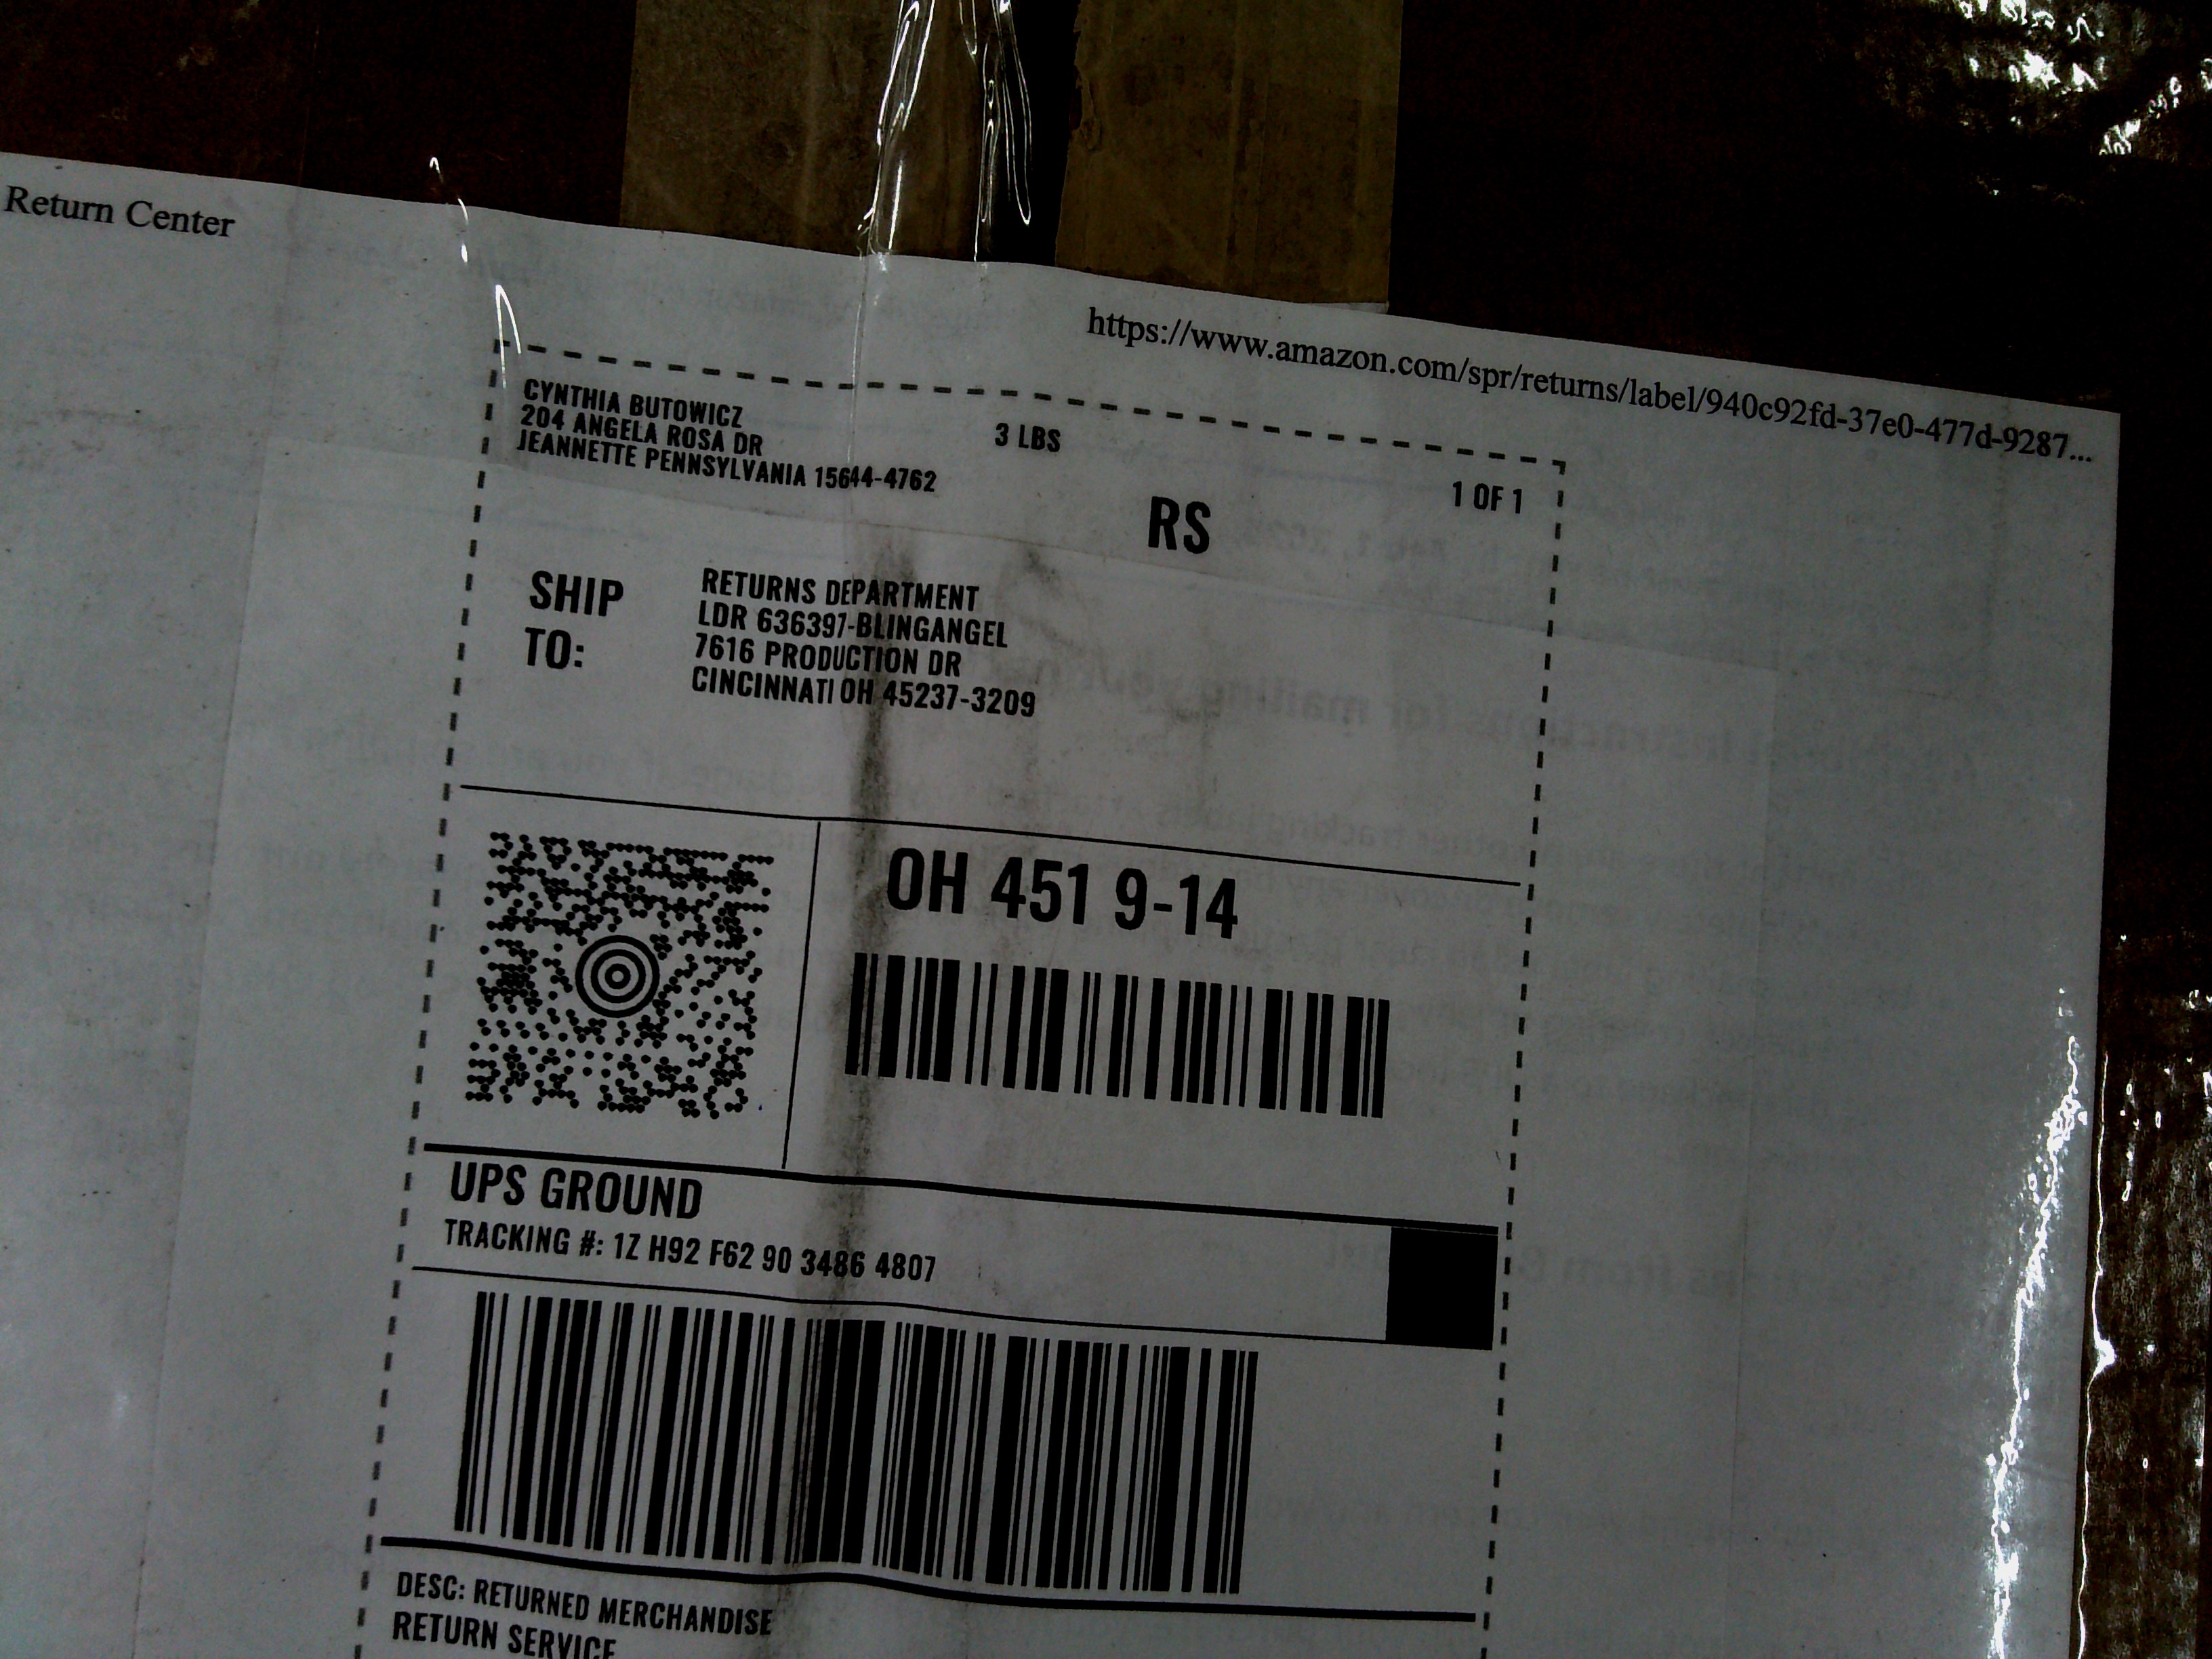 Return Center
https://www.amazon.com/spr/returns/label/940c92fd-37e0-477d-9287...
CYNTHIA BUTOWICZ
204 ANGELA ROSA DR
JEANNETTE PENNSYLVANIA 15644-4762
3 LBS
1 OF 1
RS
SHIP
TO:
RETURNS DEPARTMENT
LDR 636397-BLINGANGEL
7616 PRODUCTION DR
CINCINNATI OH 45237-3209
OH 451 9-14
UPS GROUND
TRACKING #: 1Z H92 F62 90 3486 4807
DESC: RETURNED MERCHANDISE
RETURN SERVICE